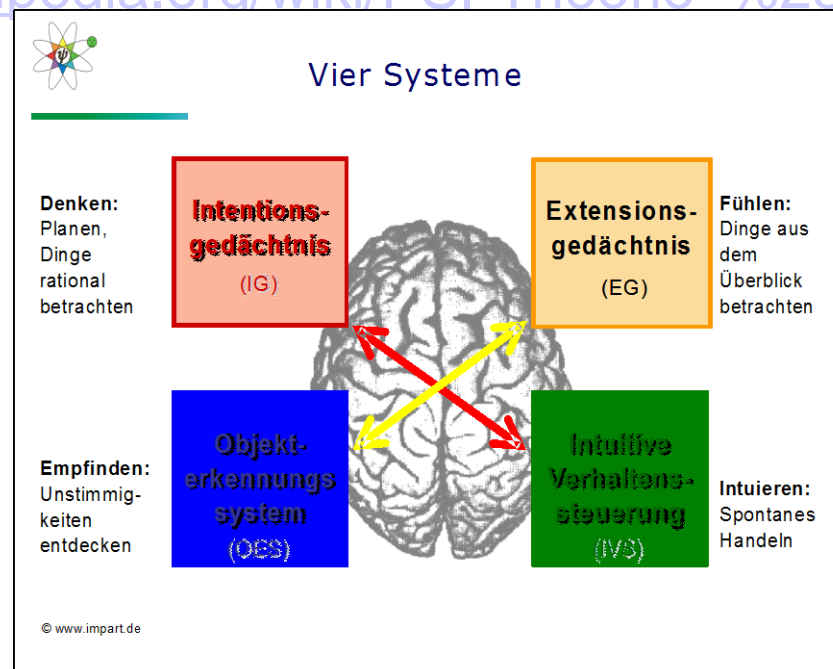 Vier Systeme
Denken:
Planen,
Dinge
rational
betrachten
Intentions-
gedächtnis
(IG)
Extensions-
gedächtnis
(EG)
Fühlen:
Dinge aus
dem
Überblick
betrachten
Empfinden:
Unstimmig-
keiten
entdecken
Objekt-
erkennungs
system
(OES)
Intuitive
Verhaltens-
steuerung
(IVS)
Intuieren:
Spontanes
Handeln
© www.impart.de